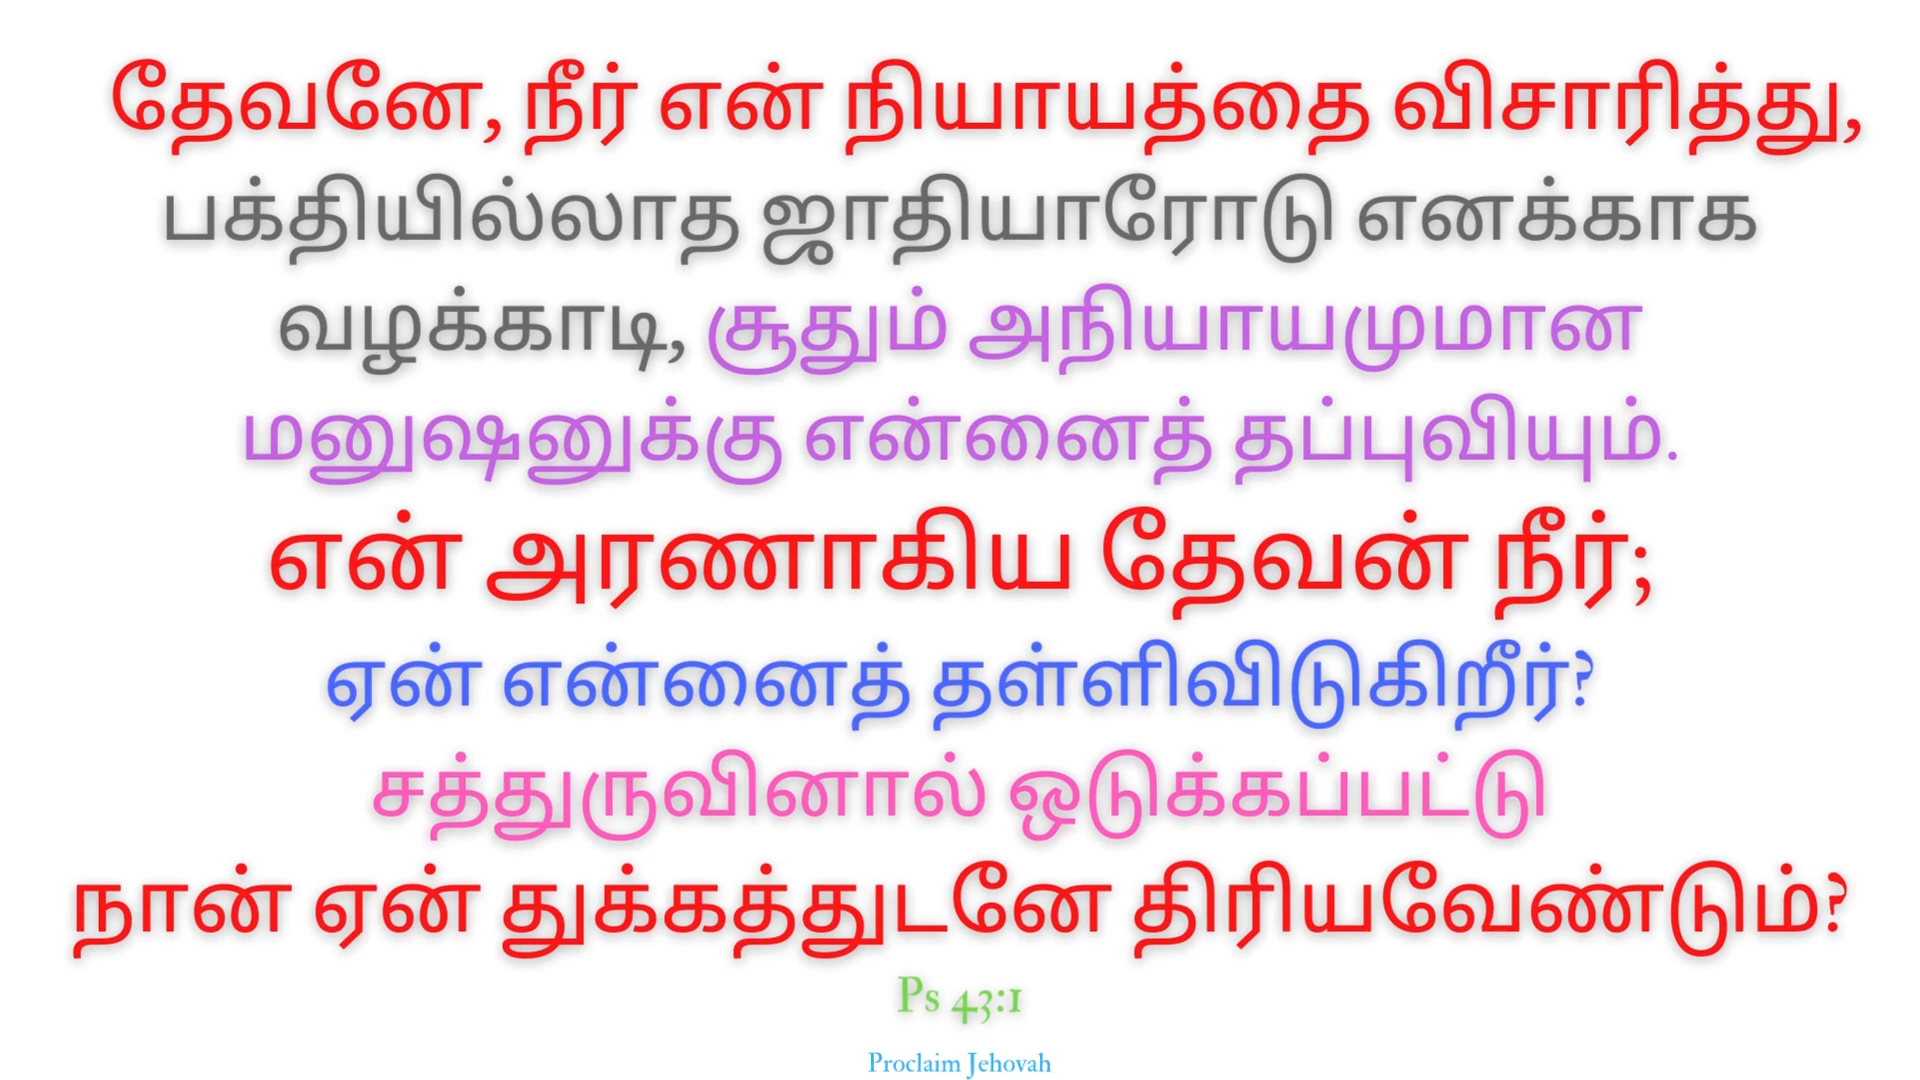 தேவனே, நீர் என் நியாயத்தை விசாரித்து,
பக்தியில்லாத ஜாதியாரோடு எனக்காக
வழக்காடி, சூதும் அநியாயமுமான
மனுஷனுக்கு என்னைத் தப்புவியும்.
என் அரணாகிய தேவன் நீர்;
ஏன் என்னைத் தள்ளிவிடுகிறீர்?
சத்துருவினால் ஒடுக்கப்பட்டு
நான் ஏன் துக்கத்துடனே திரியவேண்டும்?
Ps 43:1
Proclaim Jehovah